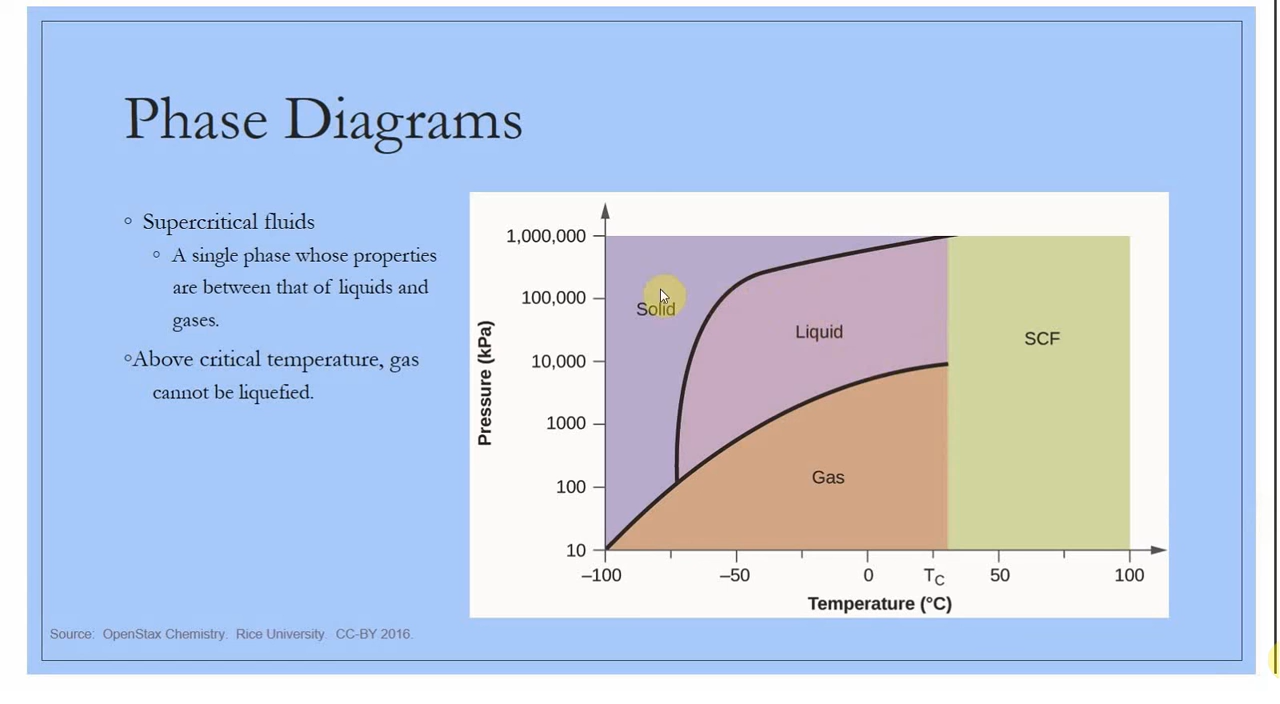 Phase Diagrams
◦ Supercritical fluids
◦ A single phase whose properties
are between that of liquids and
gases.
◦Above critical temperature, gas
cannot be liquefied.
Pressure (kPa)
1,000,000
100,000
10,000
1000
100
10
Solid
Liquid
Gas
SCF
–100
–50
0
TC
50
100
Temperature (°C)
Source: OpenStax Chemistry. Rice University. CC-BY 2016.